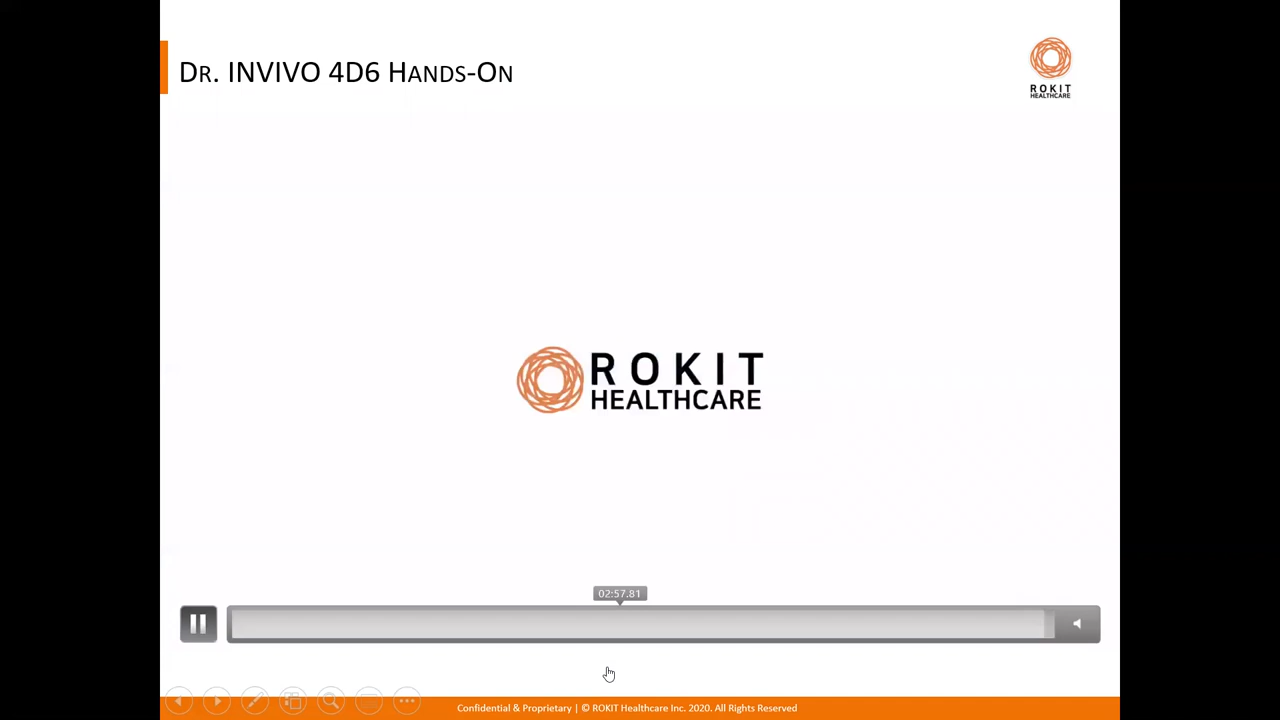 DR. INVIVO 4D6 HANDS-ON
ROKIT
HEALTHCARE
ROKIT
HEALTHCARE
02:57.81
Confidential & Proprietary | © ROKIT Healthcare Inc. 2020. All Rights Reserved